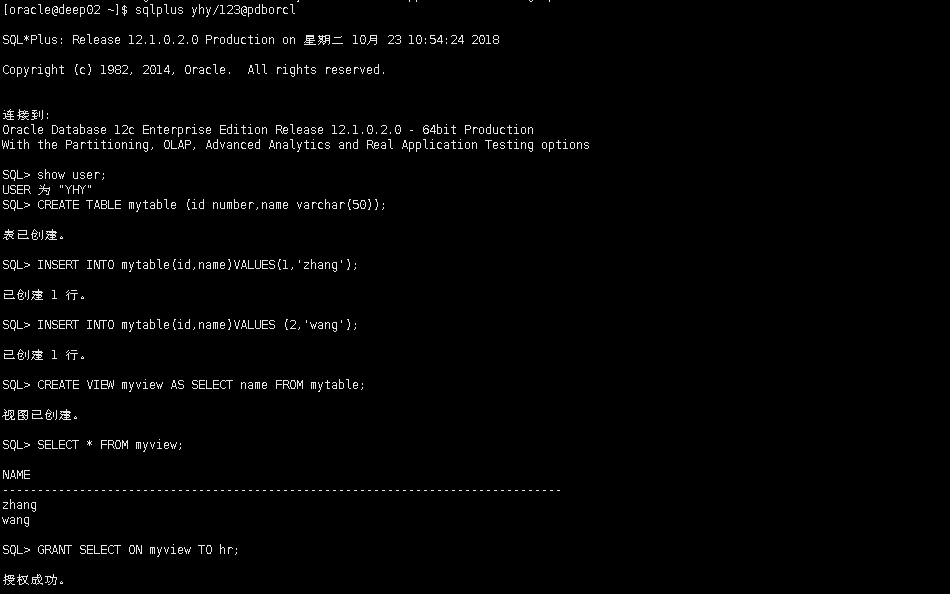 [oracle@deep02 ~]$ sqlplus yhy/123@pdborcl
SQL*Plus: Release 12.1.0.2.0 Production on 星期二 10月 23 10:54:24 2018
Copyright (c) 1982, 2014, Oracle.  All rights reserved.
连接到:
Oracle Database 12c Enterprise Edition Release 12.1.0.2.0 - 64bit Production
With the Partitioning, OLAP, Advanced Analytics and Real Application Testing options
SQL> show user;
USER 为 "YHY"
SQL> CREATE TABLE mytable (id number,name varchar(50));
表已创建。
SQL> INSERT INTO mytable(id,name)VALUES(1,'zhang');
已创建 1 行。
SQL> INSERT INTO mytable(id,name)VALUES (2,'wang');
已创建 1 行。
SQL> CREATE VIEW myview AS SELECT name FROM mytable;
视图已创建。
SQL> SELECT * FROM myview;
NAME
--------------------------------------------------------------------------------
zhang
wang
SQL> GRANT SELECT ON myview TO hr;
授权成功。